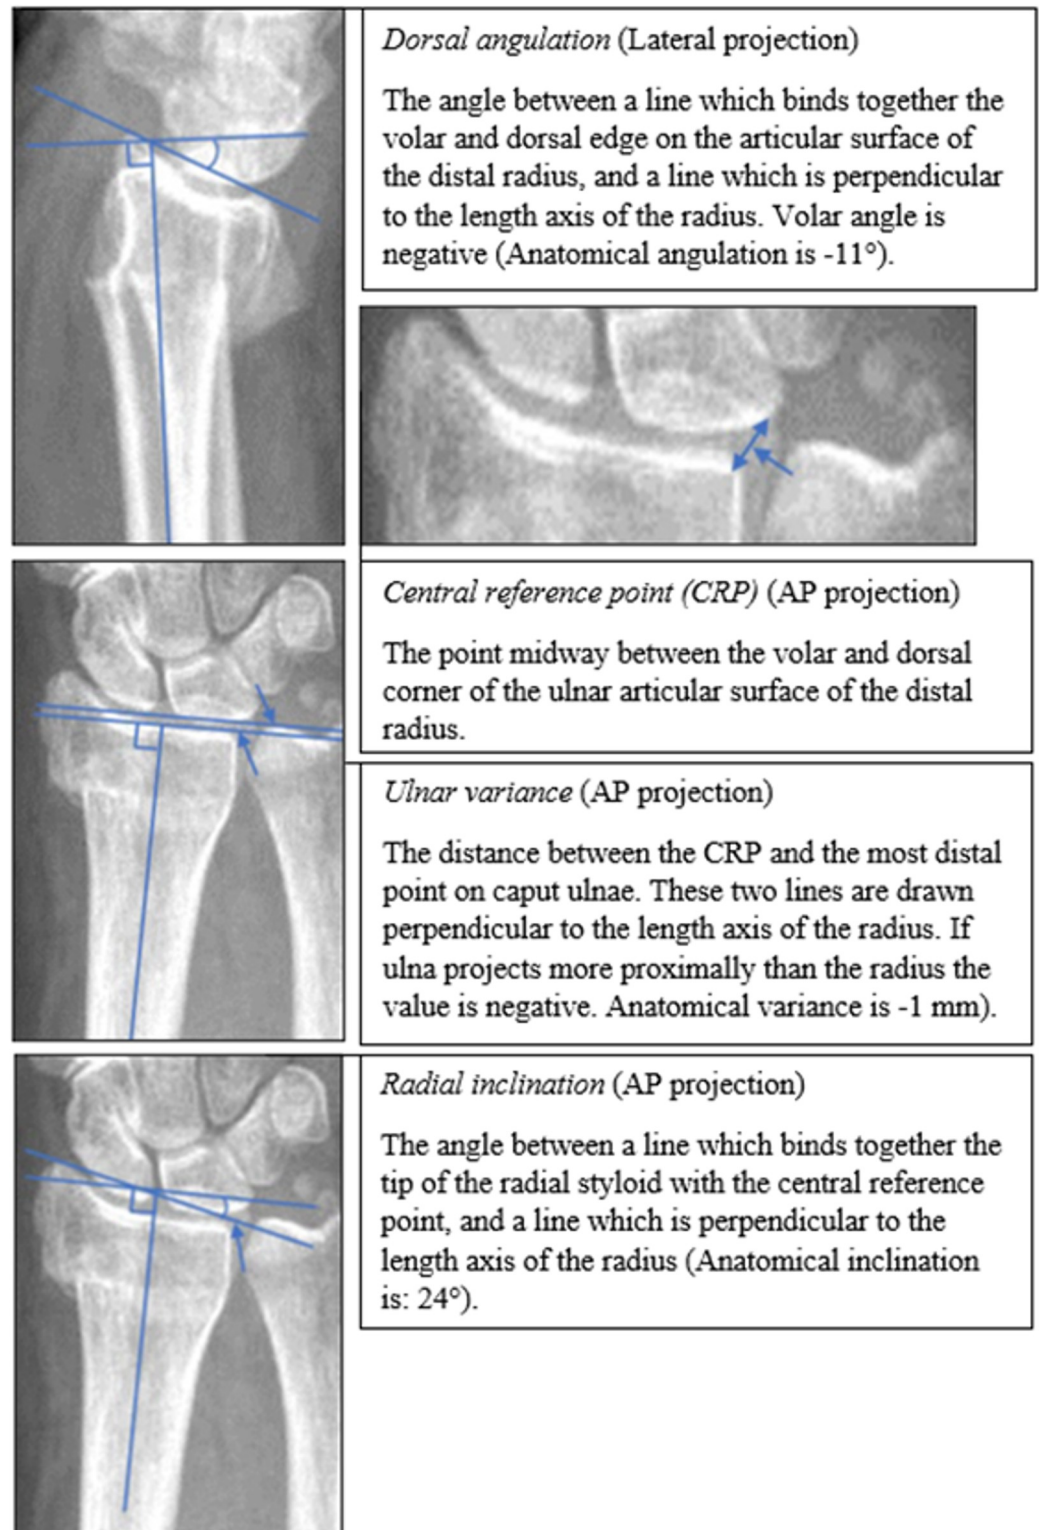 Dorsal angulation (Lateral projection)
The angle between a line which binds together the
volar and dorsal edge on the articular surface of
the distal radius, and a line which is perpendicular
to the length axis of the radius. Volar angle is
negative (Anatomical angulation is -11°).
Central reference point (CRP) (AP projection)
The point midway between the volar and dorsal
corner of the ulnar articular surface of the distal
radius.
Ulnar variance (AP projection)
The distance between the CRP and the most distal
point on caput ulnae. These two lines are drawn
perpendicular to the length axis of the radius. If
ulna projects more proximally than the radius the
value is negative. Anatomical variance is -1 mm).
Radial inclination (AP projection)
The angle between a line which binds together the
tip of the radial styloid with the central reference
point, and a line which is perpendicular to the
length axis of the radius (Anatomical inclination
is: 24°).